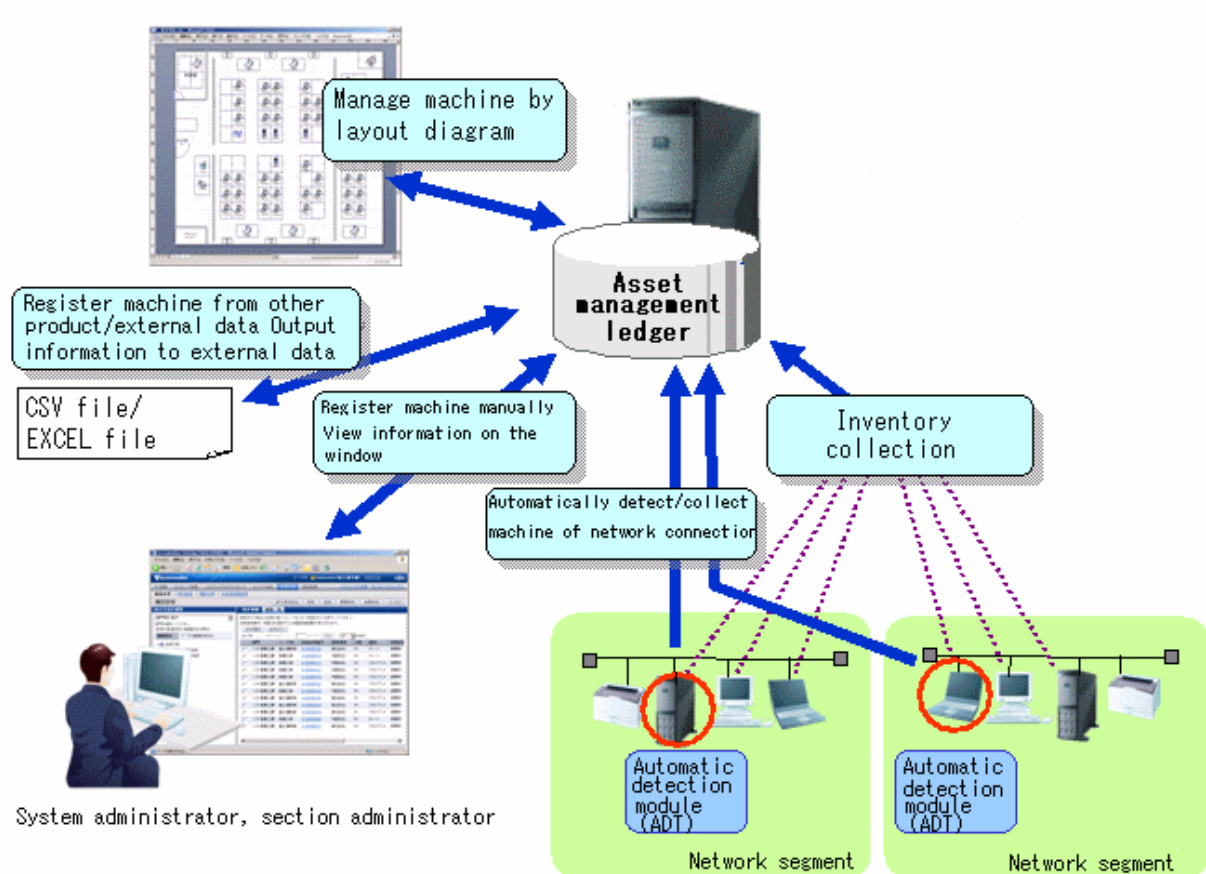 Manage machine by
layout diagram
Asset
management
ledger
Register machine from other
product/external data Output
information to external data
CSV file/
EXCEL file
Register machine manually
View information on the
window
Inventory
collection
Automatically detect/collect
machine of network connection
Automatic
detection
module
(ADT)
Automatic
detection
module
(ADT)
System administrator, section administrator
Network segment
Network segment